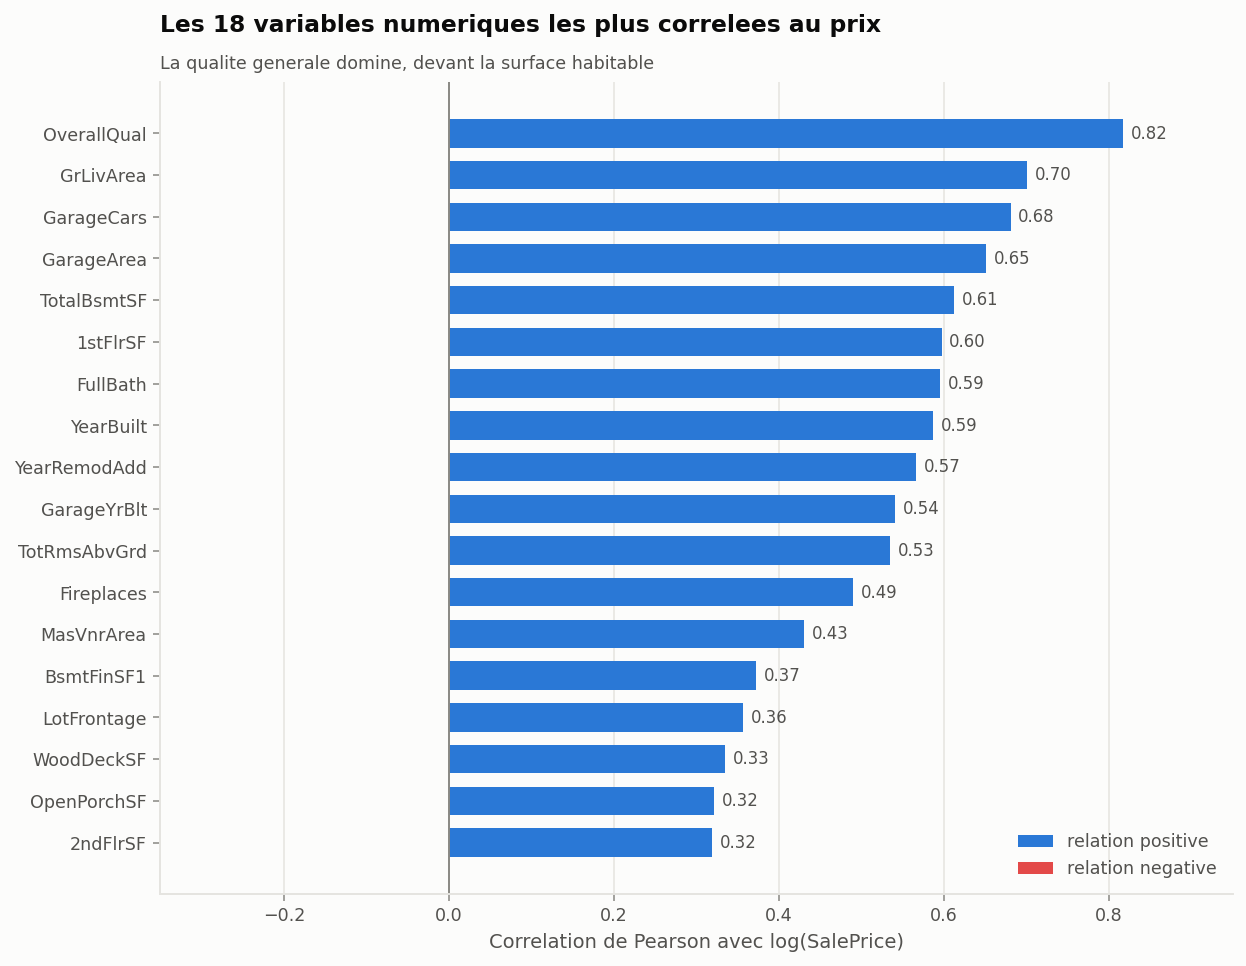 Les 18 variables numeriques les plus correlees au prix
La qualite generale domine, devant la surface habitable
OverallQual 0.82
GrLivArea 0.70
GarageCars 0.68
GarageArea 0.65
TotalBsmtSF 0.61
1stFlrSF 0.60
FullBath 0.59
YearBuilt 0.59
YearRemodAdd 0.57
GarageYrBlt 0.54
TotRmsAbvGrd 0.53
Fireplaces 0.49
MasVnrArea 0.43
BsmtFinSF1 0.37
LotFrontage 0.36
WoodDeckSF 0.33
OpenPorchSF 0.32
2ndFlrSF 0.32
relation positive
relation negative
−0.2 0.0 0.2 0.4 0.6 0.8
Correlation de Pearson avec log(SalePrice)